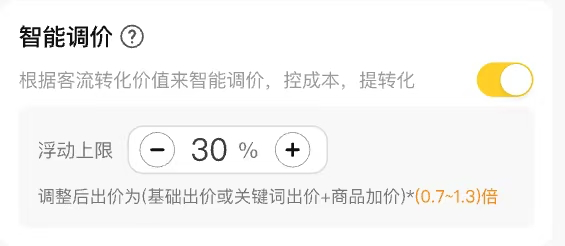 智能调价 ?
根据客流转化价值来智能调价，控成本，提转化
浮动上限 − 30 % +
调整后出价为(基础出价或关键词出价+商品加价)*(0.7~1.3)倍